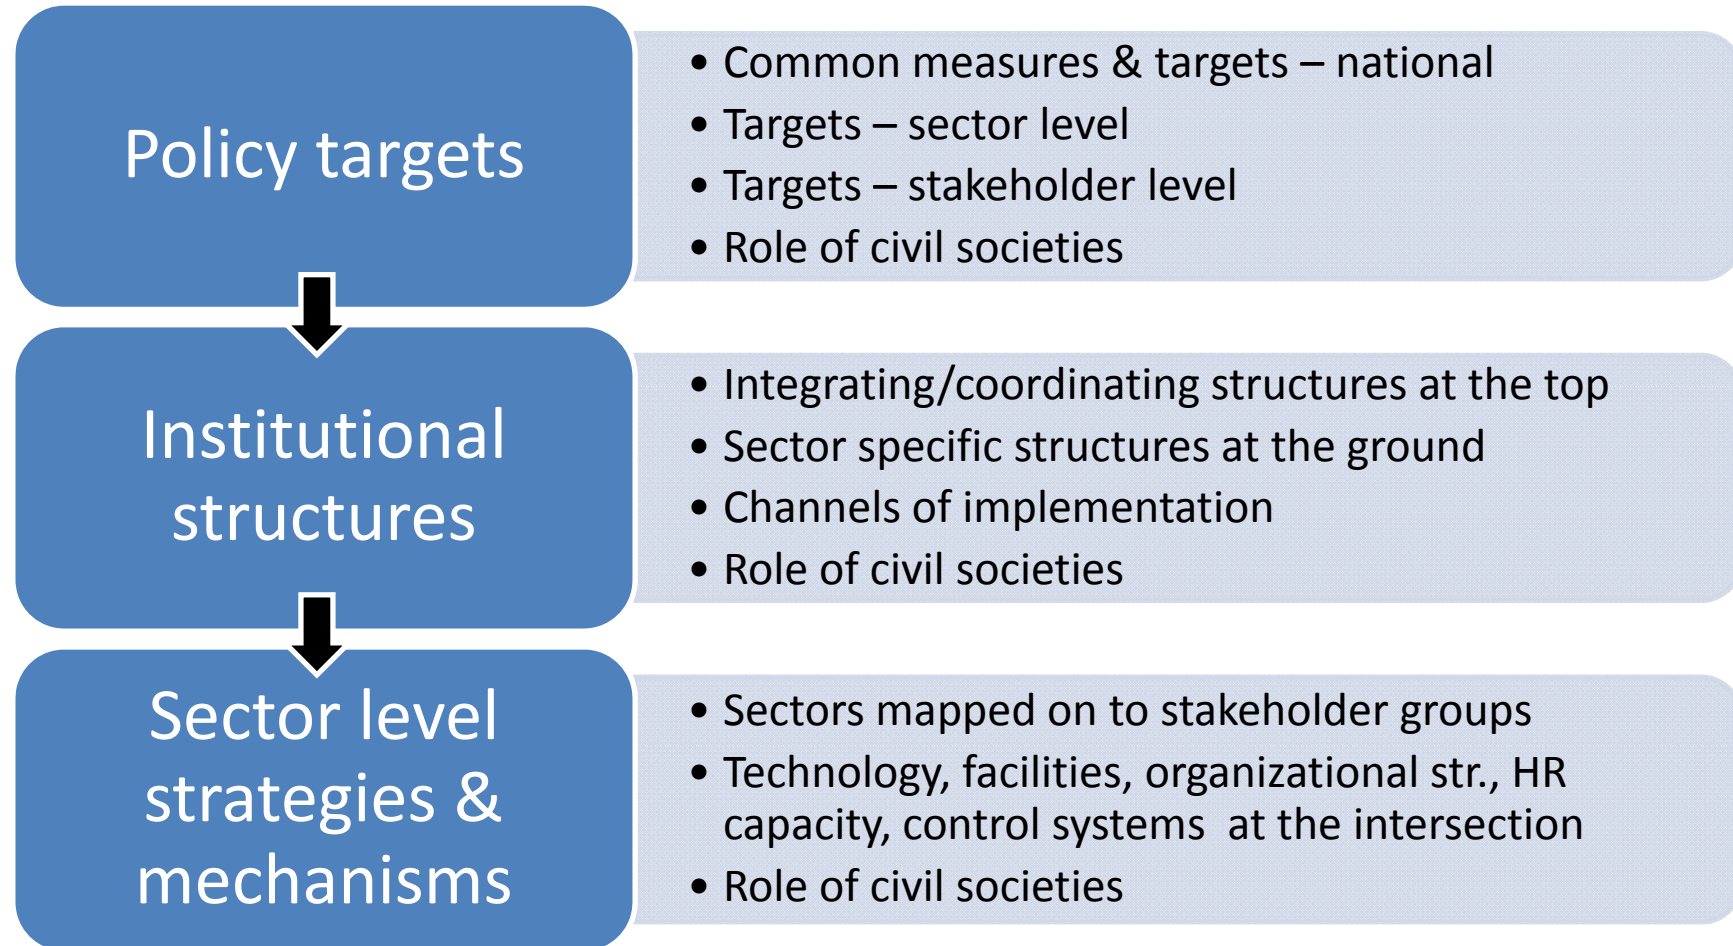 Policy targets
• Common measures & targets – national
• Targets – sector level
• Targets – stakeholder level
• Role of civil societies
Institutional
structures
• Integrating/coordinating structures at the top
• Sector specific structures at the ground
• Channels of implementation
• Role of civil societies
Sector level
strategies &
mechanisms
• Sectors mapped on to stakeholder groups
• Technology, facilities, organizational str., HR
capacity, control systems  at the intersection
• Role of civil societies